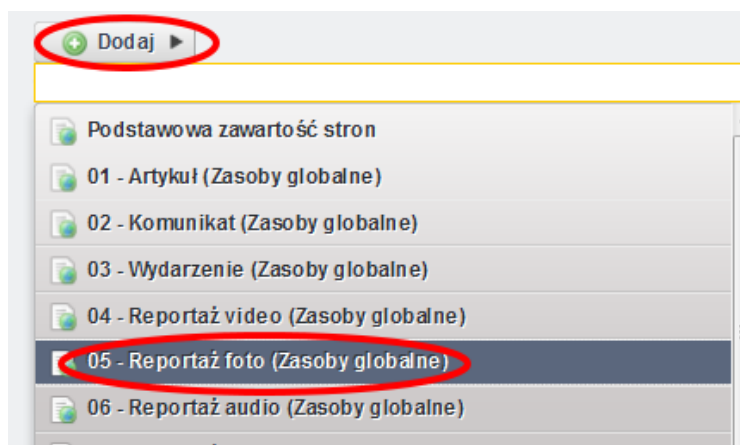 Dodaj
Podstawowa zawartość stron
01 - Artykuł (Zasoby globalne)
02 - Komunikat (Zasoby globalne)
03 - Wydarzenie (Zasoby globalne)
04 - Reportaż video (Zasoby globalne)
05 - Reportaż foto (Zasoby globalne)
06 - Reportaż audio (Zasoby globalne)